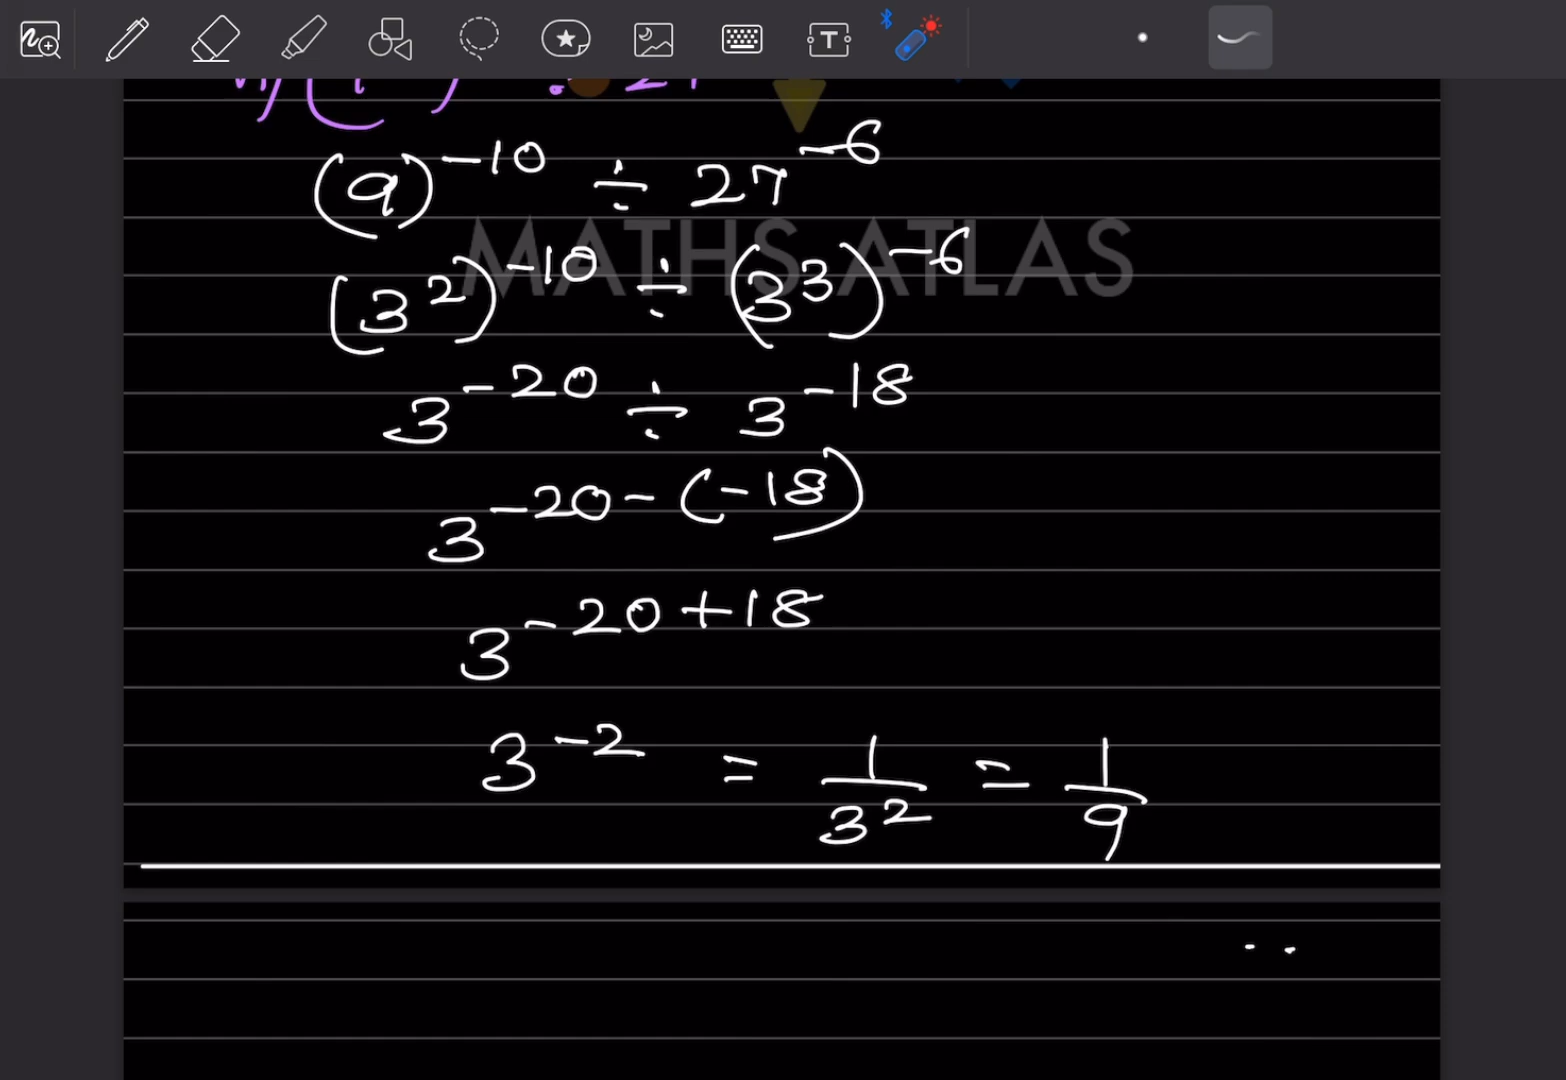 (9)^-10 ÷ 27^-6
MATHS ATLAS
(3^2)^-10 ÷ (3^3)^-6
3^-20 ÷ 3^-18
3^-20-(-18)
3^-20+18
3^-2 = 1/3^2 = 1/9